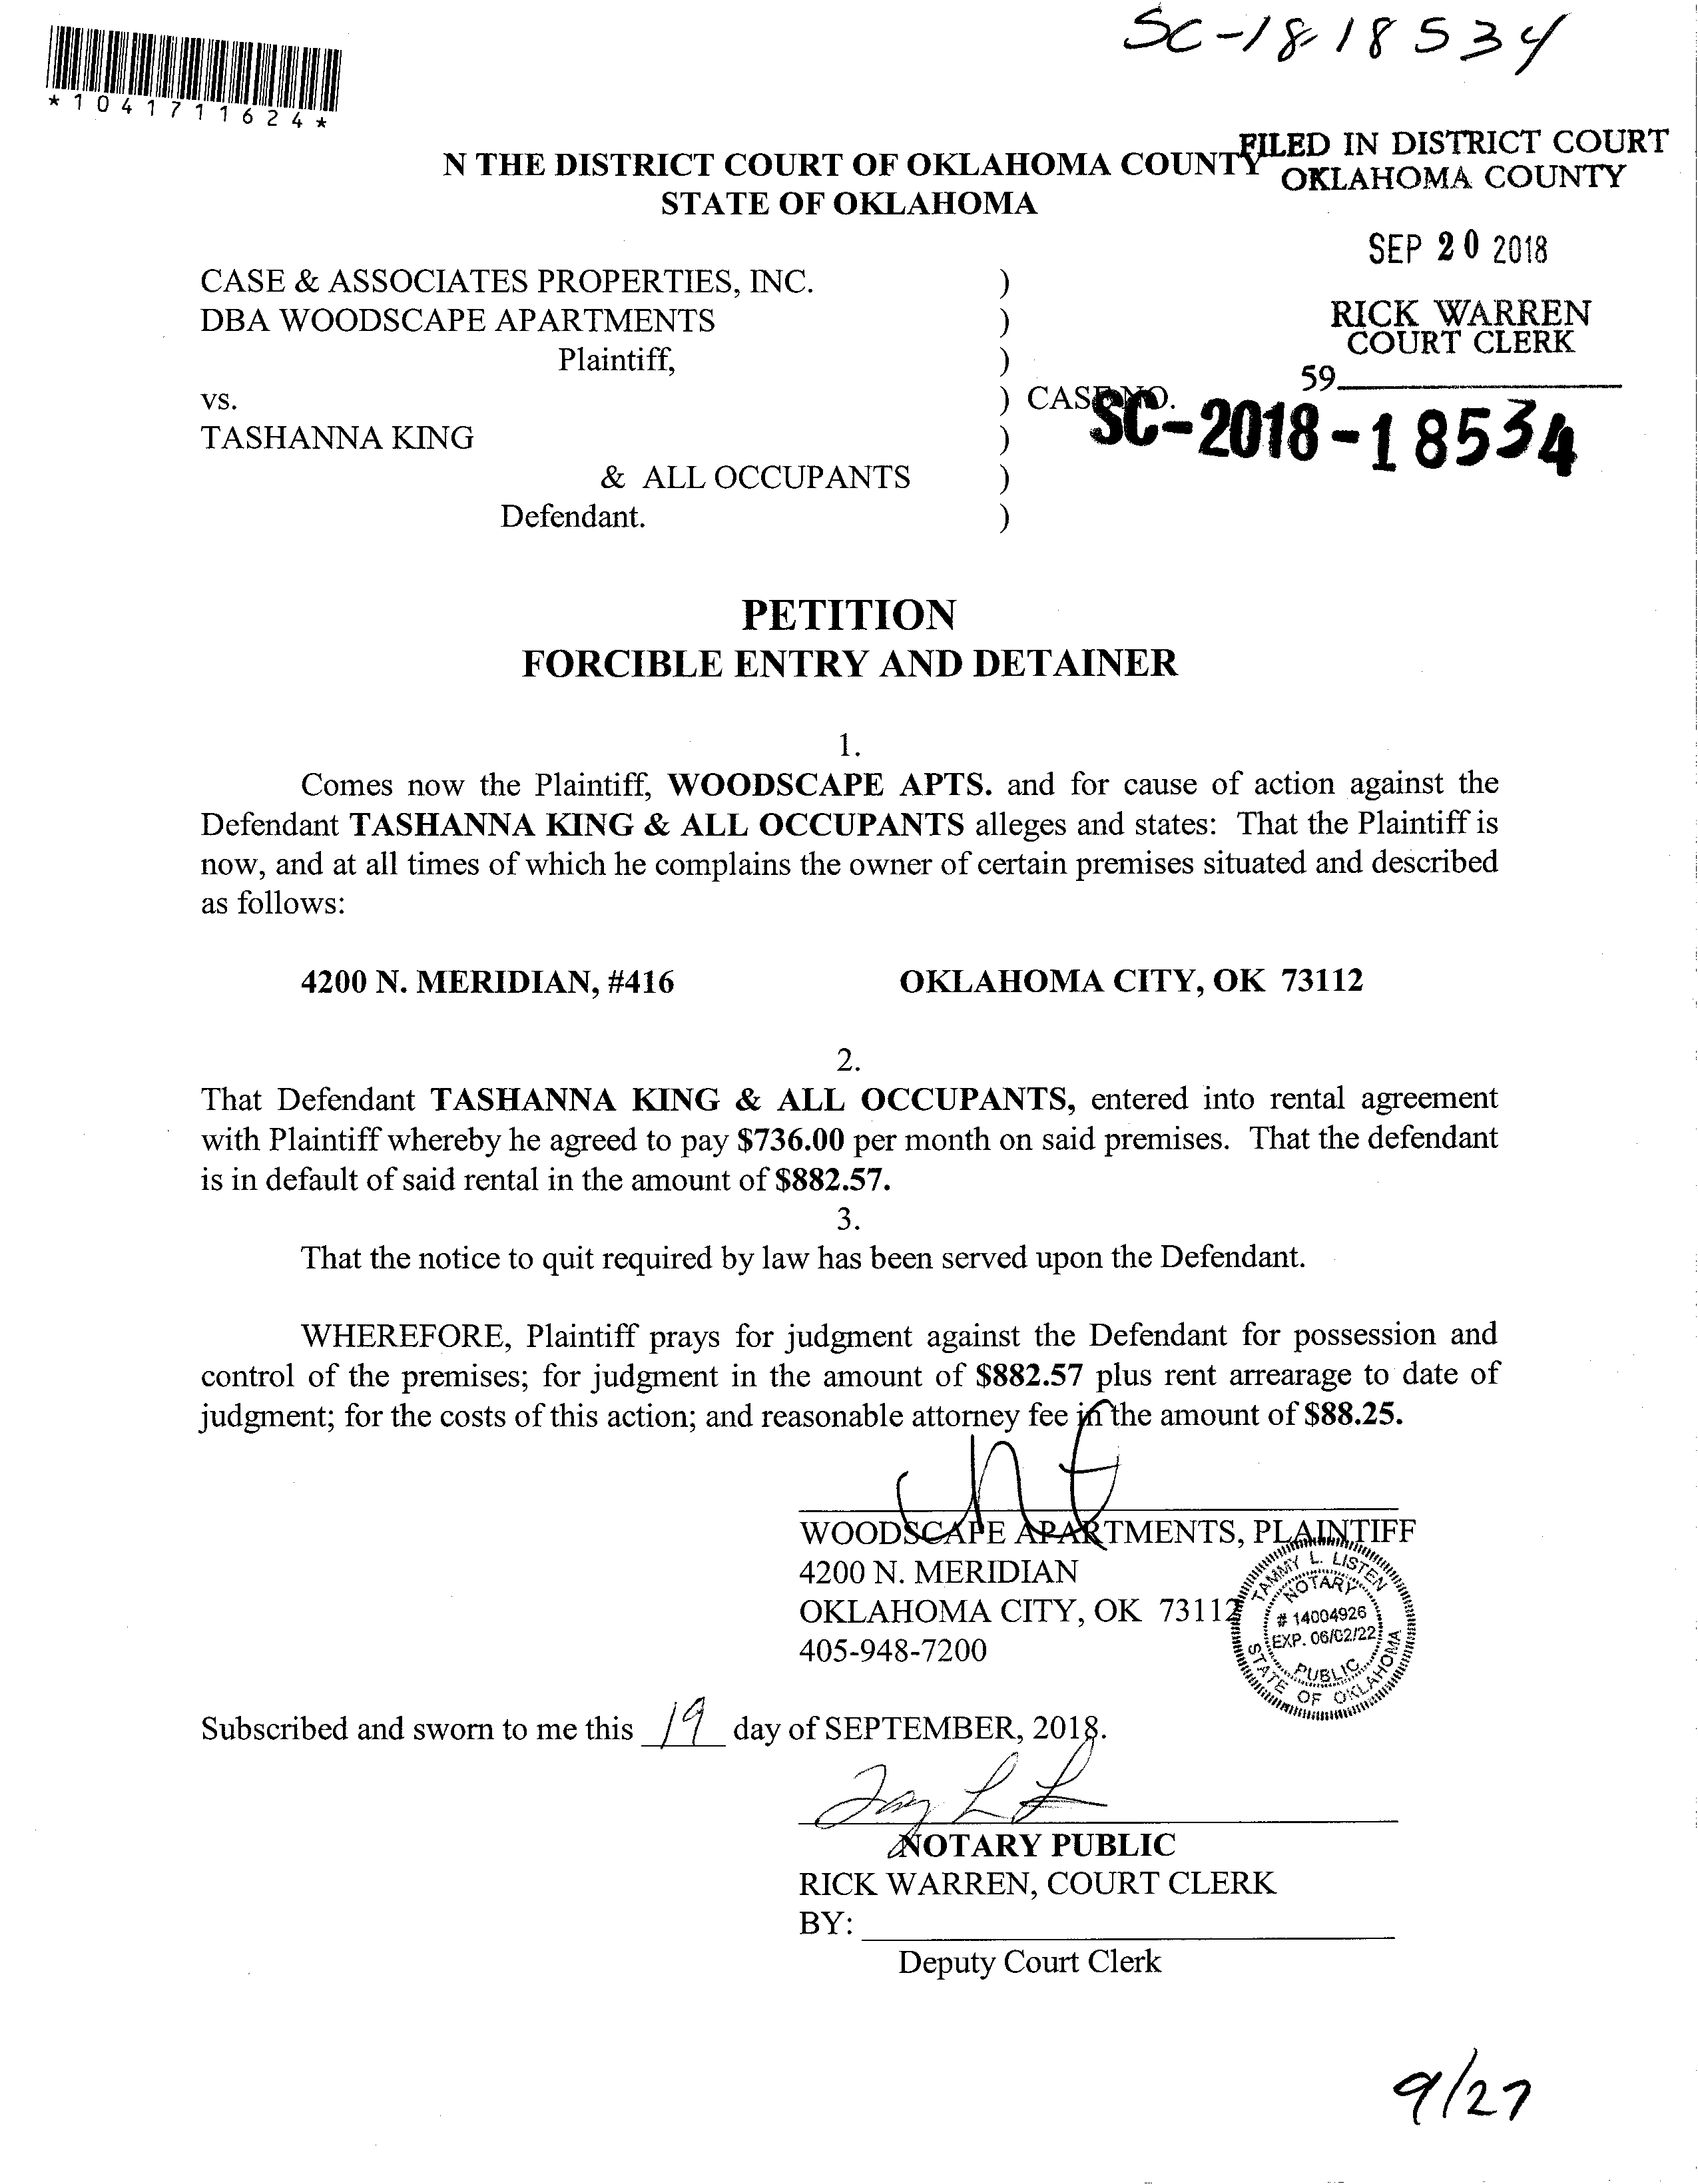 SC-18-18534
*1041711624*
FILED IN DISTRICT COURT
OKLAHOMA COUNTY
N THE DISTRICT COURT OF OKLAHOMA COUNTY
STATE OF OKLAHOMA
SEP 20 2018
RICK WARREN
COURT CLERK
59
CASE & ASSOCIATES PROPERTIES, INC. )
DBA WOODSCAPE APARTMENTS )
Plaintiff, )
vs. ) CASE NO.
SC-2018-18534
TASHANNA KING )
& ALL OCCUPANTS )
Defendant. )
PETITION
FORCIBLE ENTRY AND DETAINER
1.
Comes now the Plaintiff, WOODSCAPE APTS. and for cause of action against the
Defendant TASHANNA KING & ALL OCCUPANTS alleges and states: That the Plaintiff is
now, and at all times of which he complains the owner of certain premises situated and described
as follows:
4200 N. MERIDIAN, #416 OKLAHOMA CITY, OK 73112
2.
That Defendant TASHANNA KING & ALL OCCUPANTS, entered into rental agreement
with Plaintiff whereby he agreed to pay $736.00 per month on said premises. That the defendant
is in default of said rental in the amount of $882.57.
3.
That the notice to quit required by law has been served upon the Defendant.
WHEREFORE, Plaintiff prays for judgment against the Defendant for possession and
control of the premises; for judgment in the amount of $882.57 plus rent arrearage to date of
judgment; for the costs of this action; and reasonable attorney fee in the amount of $88.25.
WOODSCAPE APARTMENTS, PLAINTIFF
4200 N. MERIDIAN
OKLAHOMA CITY, OK 73112
405-948-7200
TAMMY L. LISTEN
NOTARY
# 14004926
EXP. 06/02/22
PUBLIC
STATE OF OKLAHOMA
Subscribed and sworn to me this 19 day of SEPTEMBER, 2018.
NOTARY PUBLIC
RICK WARREN, COURT CLERK
BY:
Deputy Court Clerk
9/27